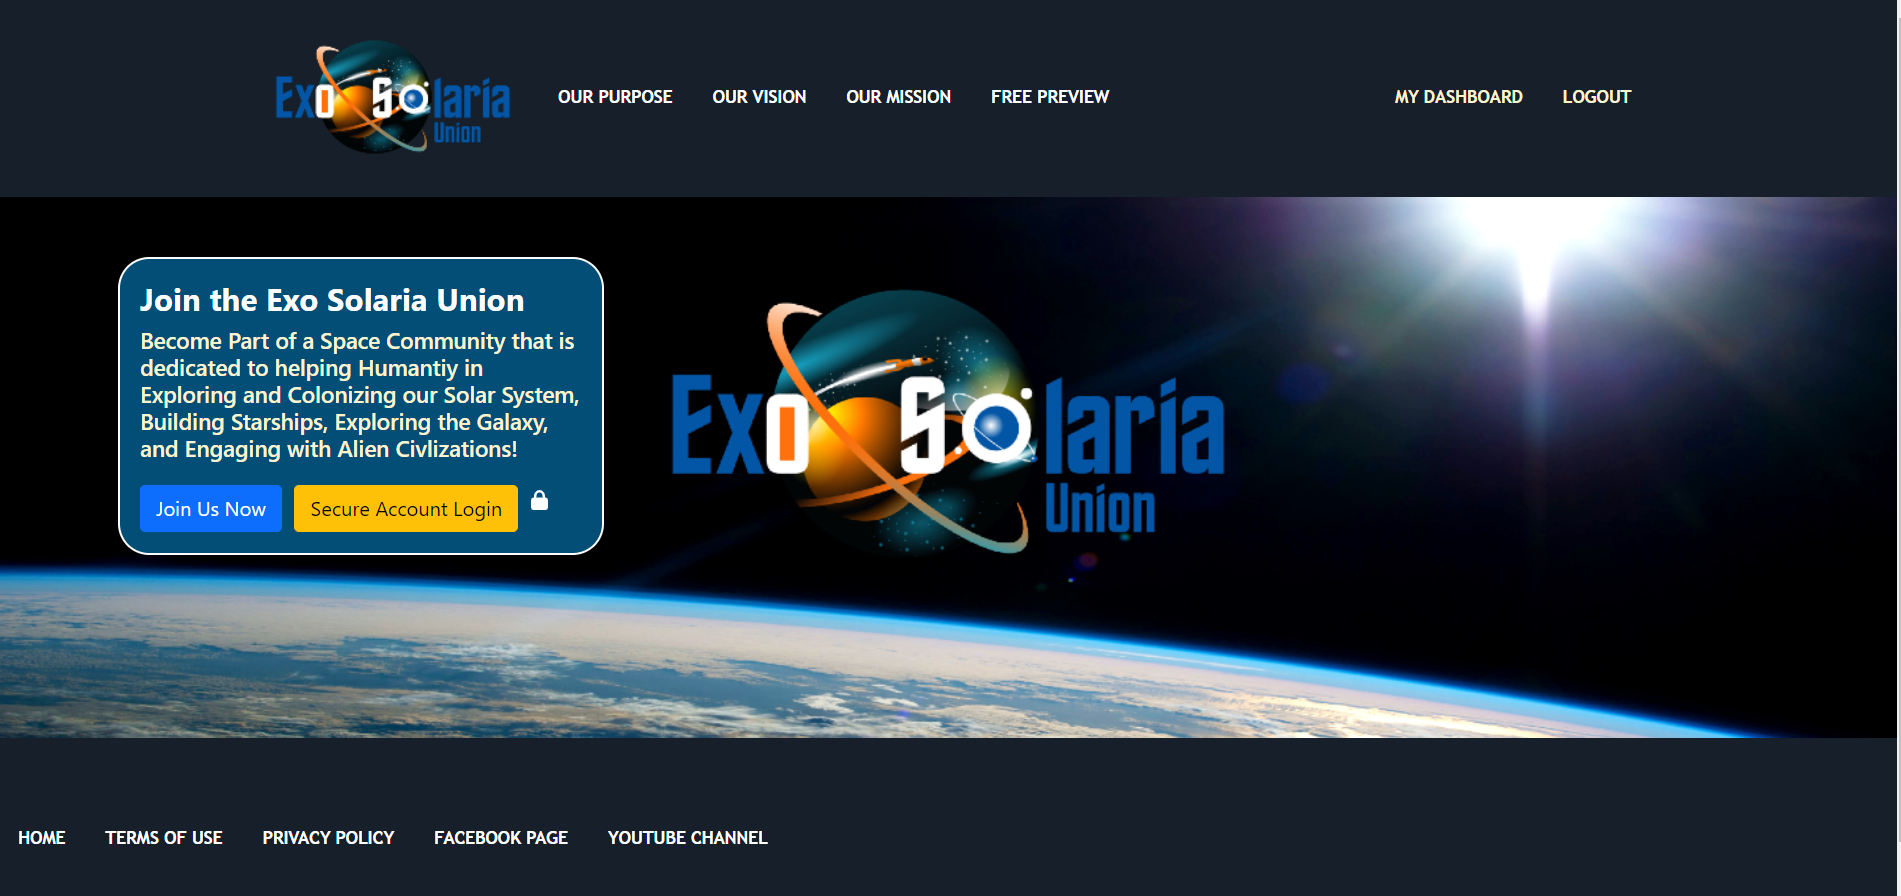 Exo Solaria
Union
OUR PURPOSE
OUR VISION
OUR MISSION
FREE PREVIEW
MY DASHBOARD
LOGOUT
Join the Exo Solaria Union
Become Part of a Space Community that is
dedicated to helping Humantiy in
Exploring and Colonizing our Solar System,
Building Starships, Exploring the Galaxy,
and Engaging with Alien Civlizations!
Join Us Now
Secure Account Login
Exo Solaria
Union
HOME
TERMS OF USE
PRIVACY POLICY
FACEBOOK PAGE
YOUTUBE CHANNEL